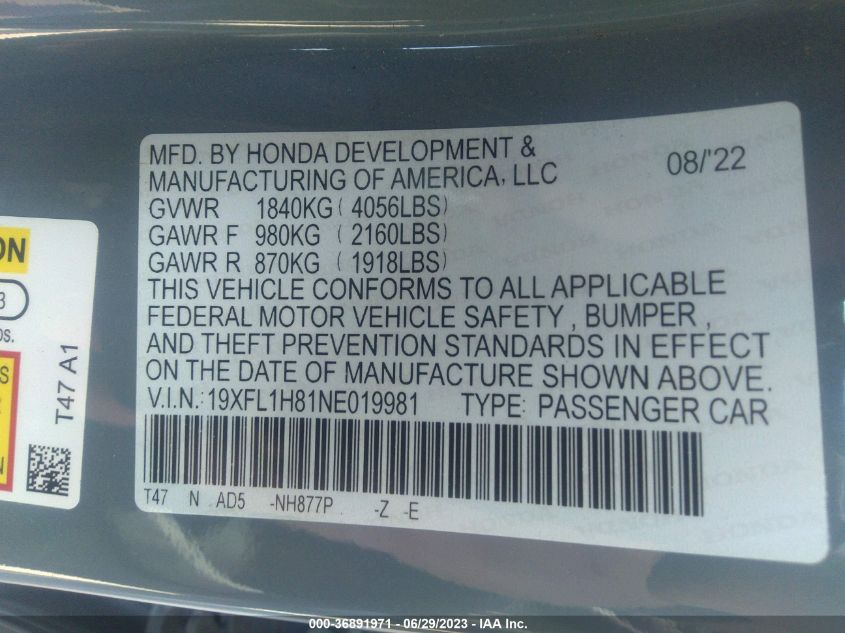 MFD. BY HONDA DEVELOPMENT &
MANUFACTURING OF AMERICA, LLC 08/'22
GVWR 1840KG ( 4056LBS)
GAWR F 980KG ( 2160LBS)
GAWR R 870KG ( 1918LBS)
THIS VEHICLE CONFORMS TO ALL APPLICABLE
FEDERAL MOTOR VEHICLE SAFETY , BUMPER ,
AND THEFT PREVENTION STANDARDS IN EFFECT
ON THE DATE OF MANUFACTURE SHOWN ABOVE.
V.I.N.: 19XFL1H81NE019981 TYPE: PASSENGER CAR
T47 N AD5 -NH877P -Z -E
T47 A1
000-36891971 - 06/29/2023 - IAA Inc.